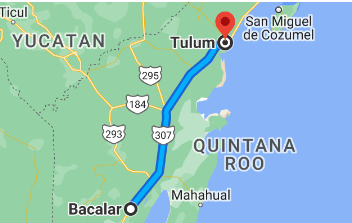 Ticul
San Miguel
de Cozumel
YUCATAN
Tulum
295
184
293
307
QUINTANA
ROO
Mahahual
Bacalar